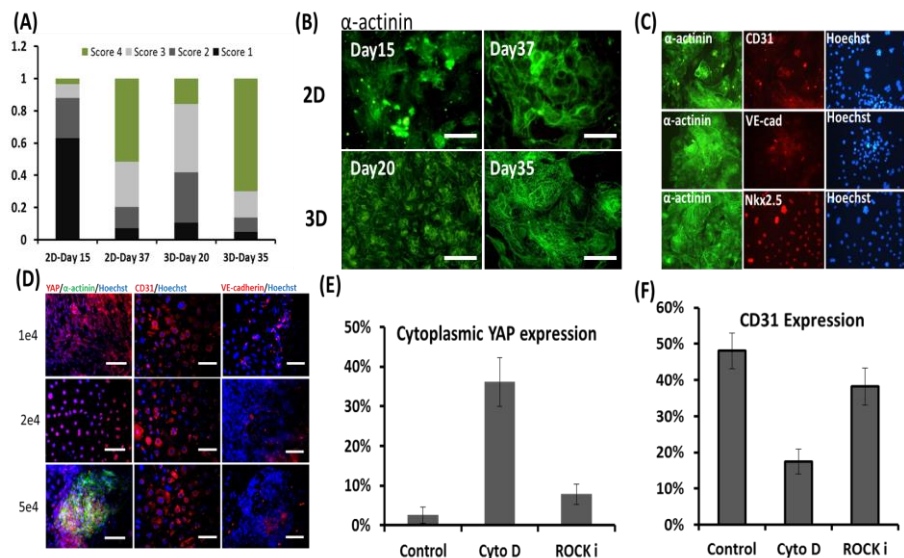 (A)
Score 4 Score 3 Score 2 Score 1
1.2
1
0.8
0.6
0.4
0.2
0
2D-Day 15 2D-Day 37 3D-Day 20 3D-Day 35
(B)
α-actinin
2D
Day15 Day37
3D
Day20 Day35
(C)
α-actinin CD31 Hoechst
α-actinin VE-cad Hoechst
α-actinin Nkx2.5 Hoechst
(D)
YAP/α-actinin/Hoechst CD31/Hoechst VE-cadherin/Hoechst
1e4
2e4
5e4
(E)
Cytoplasmic YAP expression
50%
40%
30%
20%
10%
0%
Control Cyto D ROCK i
(F)
CD31 Expression
60%
50%
40%
30%
20%
10%
0%
Control Cyto D ROCK i